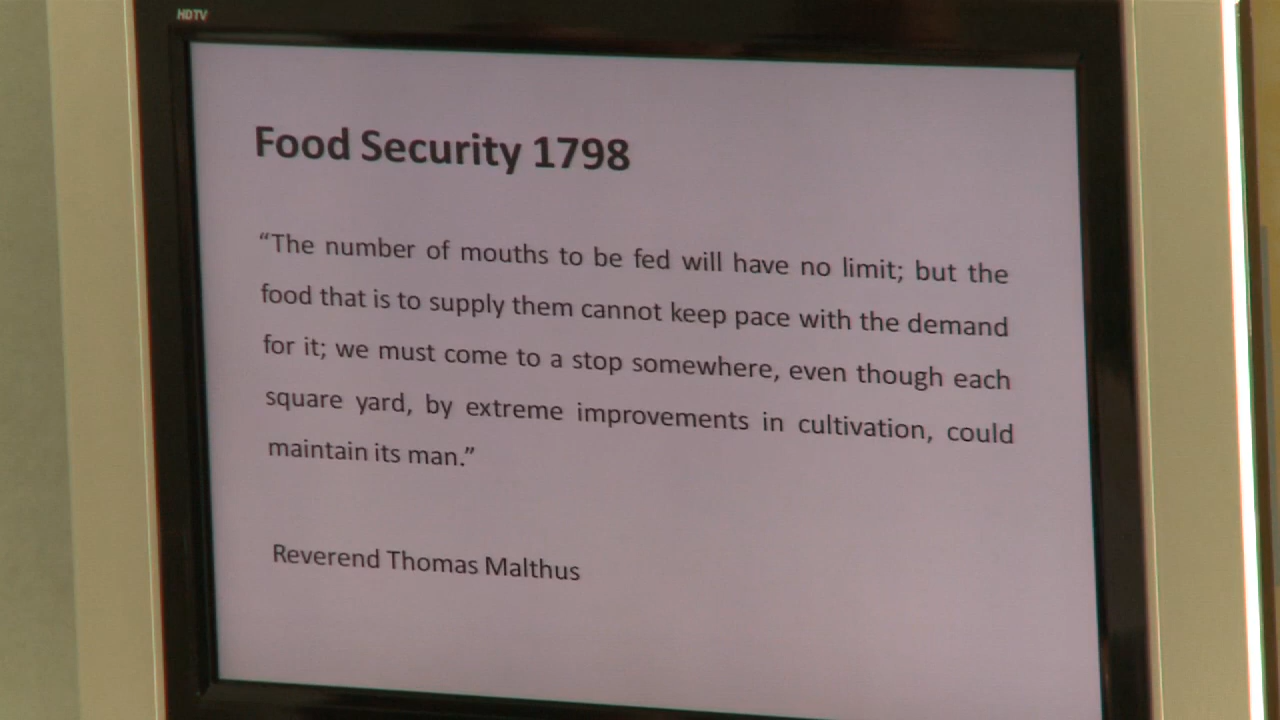 HDTV
Food Security 1798
“The number of mouths to be fed will have no limit; but the
food that is to supply them cannot keep pace with the demand
for it; we must come to a stop somewhere, even though each
square yard, by extreme improvements in cultivation, could
maintain its man.”
Reverend Thomas Malthus